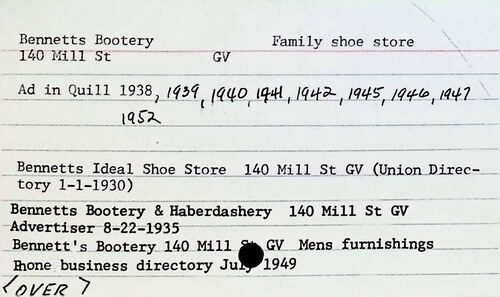 Bennetts Bootery Family shoe store
140 Mill St GV
Ad in Quill 1938, 1939, 1940, 1941, 1942, 1945, 1946, 1947
1952
Bennetts Ideal Shoe Store 140 Mill St GV (Union Direc-
tory 1-1-1930)
Bennetts Bootery & Haberdashery 140 Mill St GV
Advertiser 8-22-1935
Bennett's Bootery 140 Mill St GV Mens furnishings
Phone business directory July 1949
<OVER>